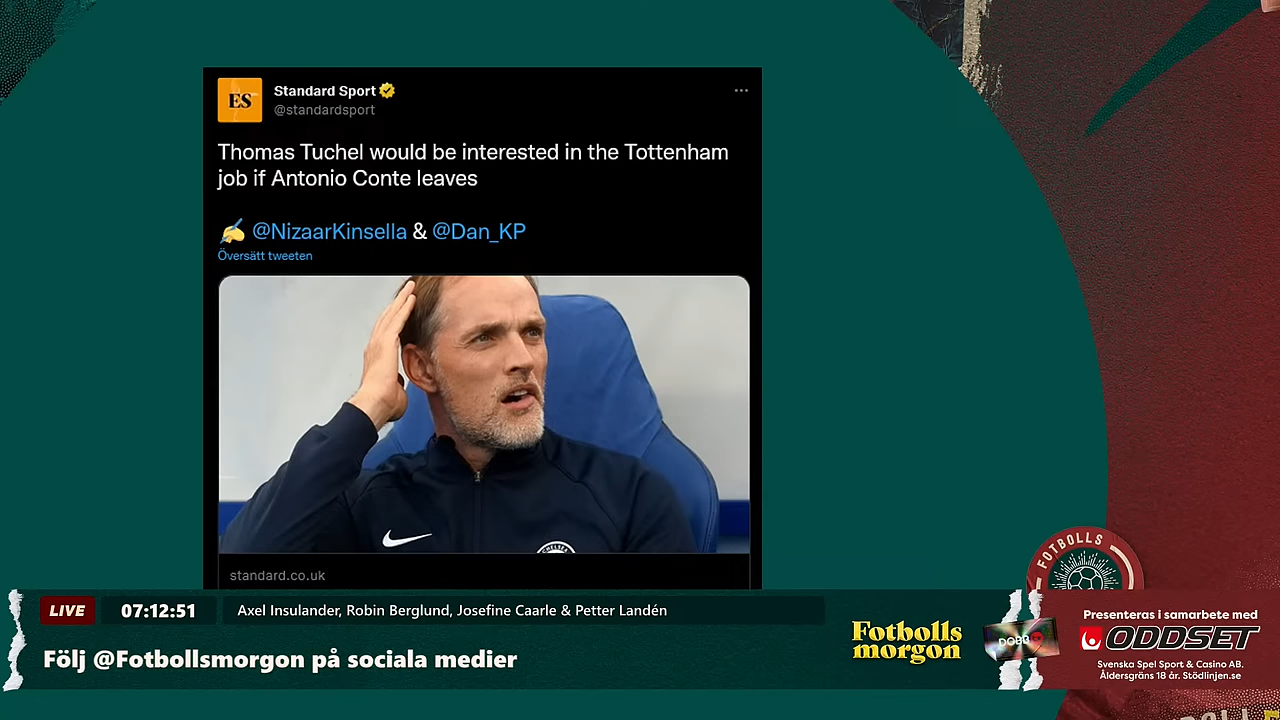 ES
Standard Sport
@standardsport
Thomas Tuchel would be interested in the Tottenham
job if Antonio Conte leaves
@NizaarKinsella & @Dan_KP
Översätt tweeten
CHELSEA
standard.co.uk
FOTBOLLS
LIVE
07:12:51
Axel Insulander, Robin Berglund, Josefine Caarle & Petter Landén
Följ @Fotbollsmorgon på sociala medier
Fotbolls
morgon
Presenteras i samarbete med
ODDSET
Svenska Spel Sport & Casino AB.
Åldersgräns 18 år. Stödlinjen.se